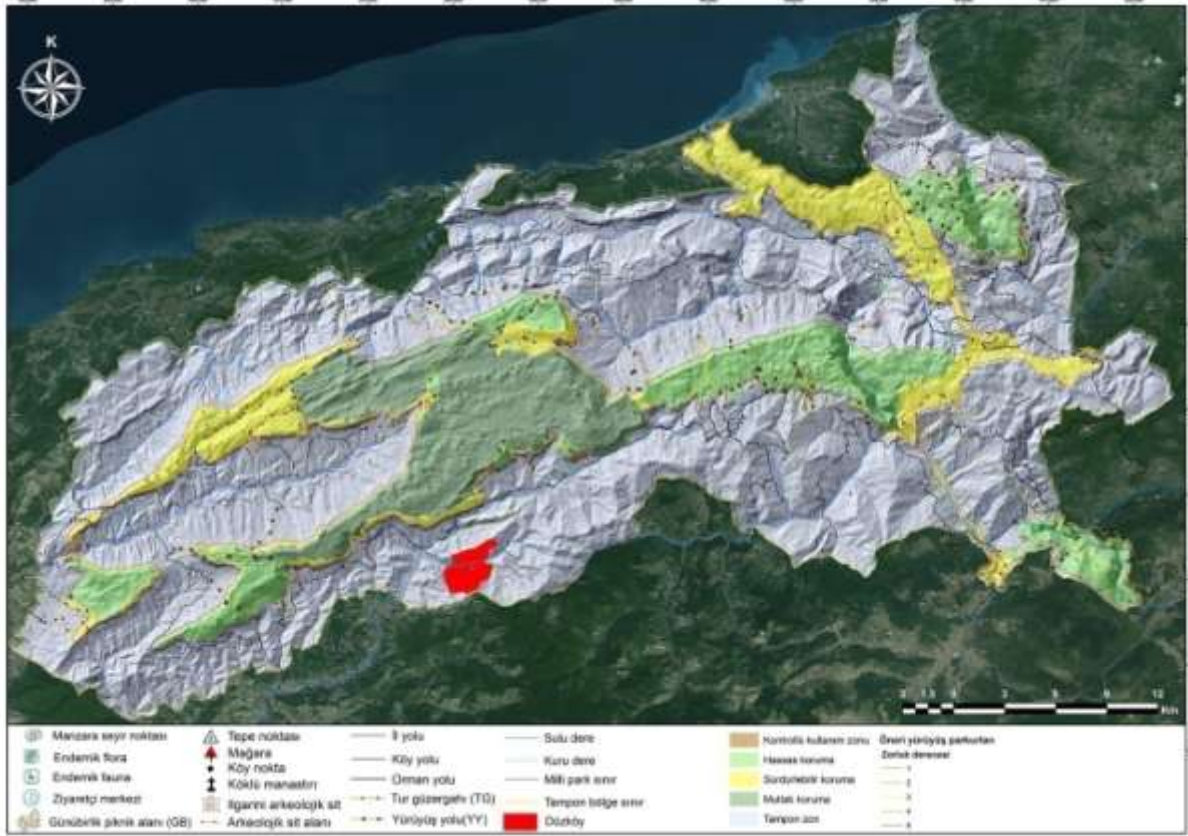 K
Km
Manzara seyir noktası
Endemik flora
Endemik fauna
Ziyaretçi merkezi
Günübirlik piknik alanı (GB)
Tepe noktası
Mağara
Köy nokta
Köklü manastırı
Ilgarini arkeolojik sit
Arkeolojik sit alanı
İl yolu
Köy yolu
Orman yolu
Tur güzergahı (TG)
Yürüyüş yolu(YY)
Sulu dere
Kuru dere
Milli park sınır
Tampon bölge sınır
Dözköy
Kontrollü kullanım zonu
Hassas koruma
Sürdürlebilir koruma
Mutlak koruma
Tampon zon
Öneri yürüyüş parkurları
Zorluk derecesi